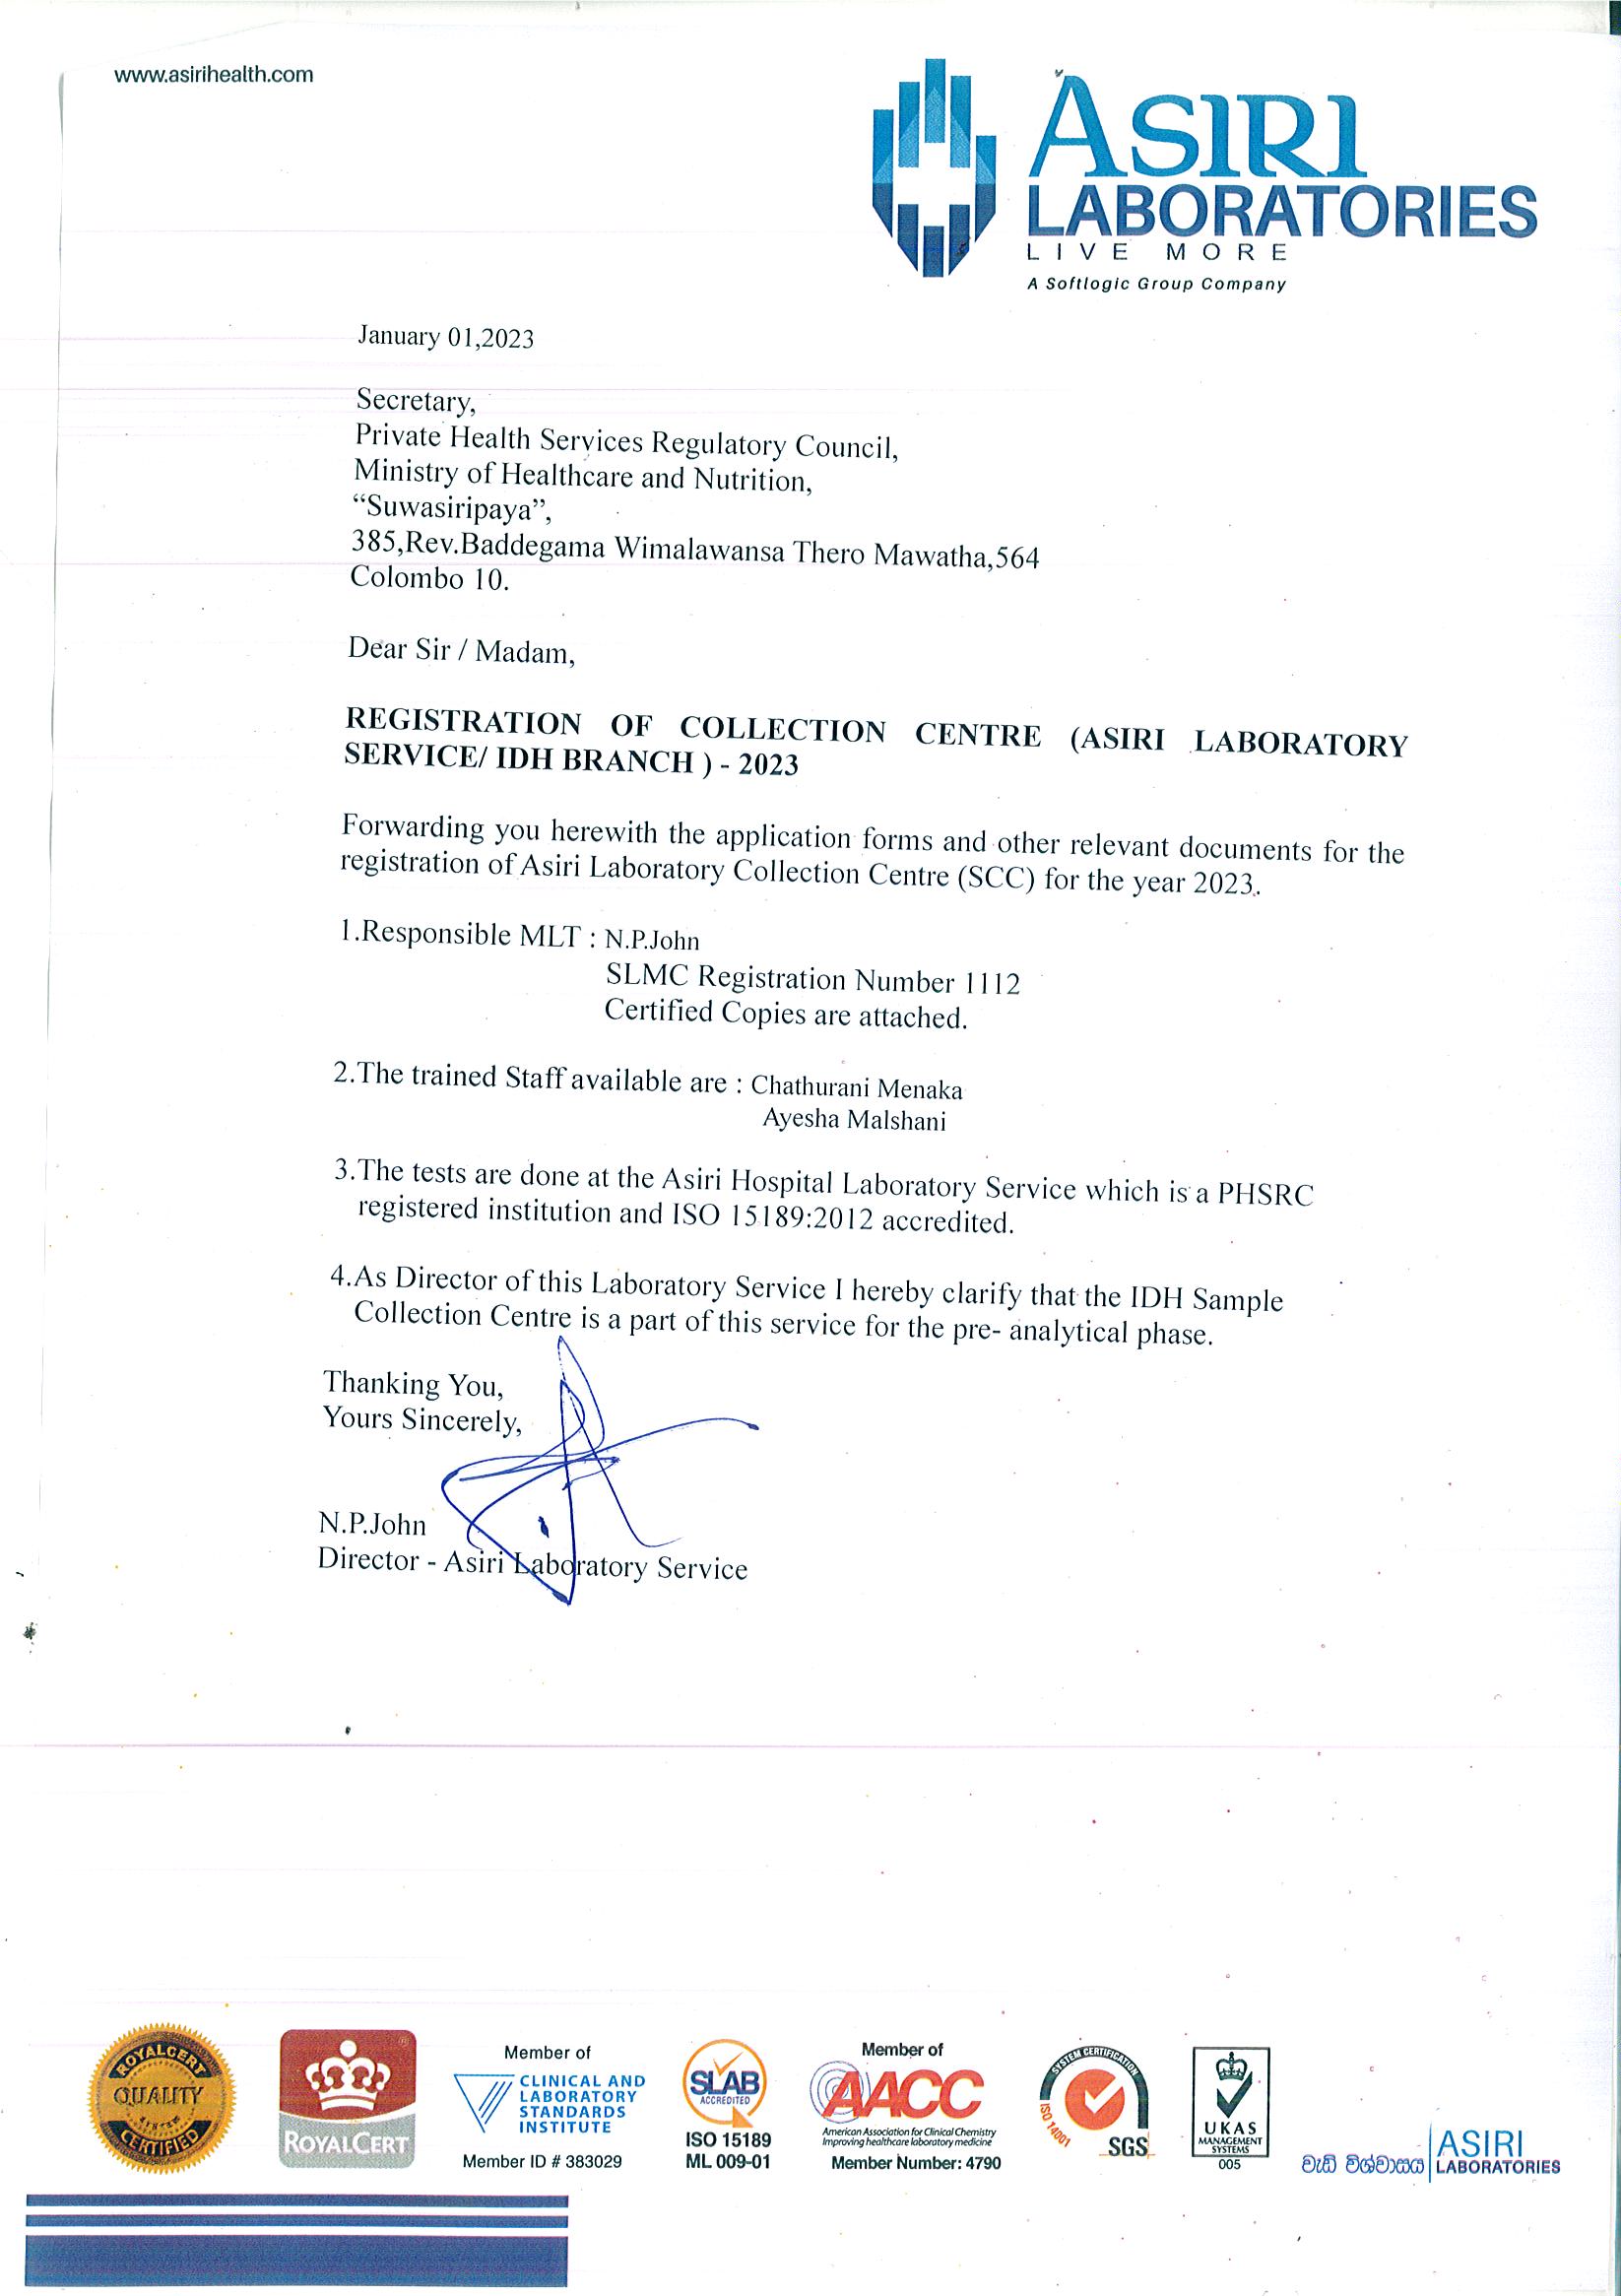 www.asirihealth.com
ASIRI
LABORATORIES
LIVE MORE
A Softlogic Group Company
January 01,2023
Secretary,
Private Health Services Regulatory Council,
Ministry of Healthcare and Nutrition,
“Suwasiripaya”,
385,Rev.Baddegama Wimalawansa Thero Mawatha,564
Colombo 10.
Dear Sir / Madam,
REGISTRATION OF COLLECTION CENTRE (ASIRI LABORATORY
SERVICE/ IDH BRANCH ) - 2023
Forwarding you herewith the application forms and other relevant documents for the
registration of Asiri Laboratory Collection Centre (SCC) for the year 2023.
1.Responsible MLT : N.P.John
SLMC Registration Number 1112
Certified Copies are attached.
2.The trained Staff available are : Chathurani Menaka
Ayesha Malshani
3.The tests are done at the Asiri Hospital Laboratory Service which is a PHSRC
registered institution and ISO 15189:2012 accredited.
4.As Director of this Laboratory Service I hereby clarify that the IDH Sample
Collection Centre is a part of this service for the pre- analytical phase.
Thanking You,
Yours Sincerely,
N.P.John
Director - Asiri Laboratory Service
ROYALCERT
QUALITY
SYSTEM
CERTIFIED
ROYALCERT
Member of
CLINICAL AND
LABORATORY
STANDARDS
INSTITUTE
Member ID # 383029
SLAB
ACCREDITED
ISO 15189
ML 009-01
Member of
AACC
American Association for Clinical Chemistry
Improving healthcare laboratory medicine
Member Number: 4790
SYSTEM CERTIFICATION
ISO 14001
SGS
UKAS
MANAGEMENT
SYSTEMS
005
වැඩි විශ්වාසය
ASIRI
LABORATORIES